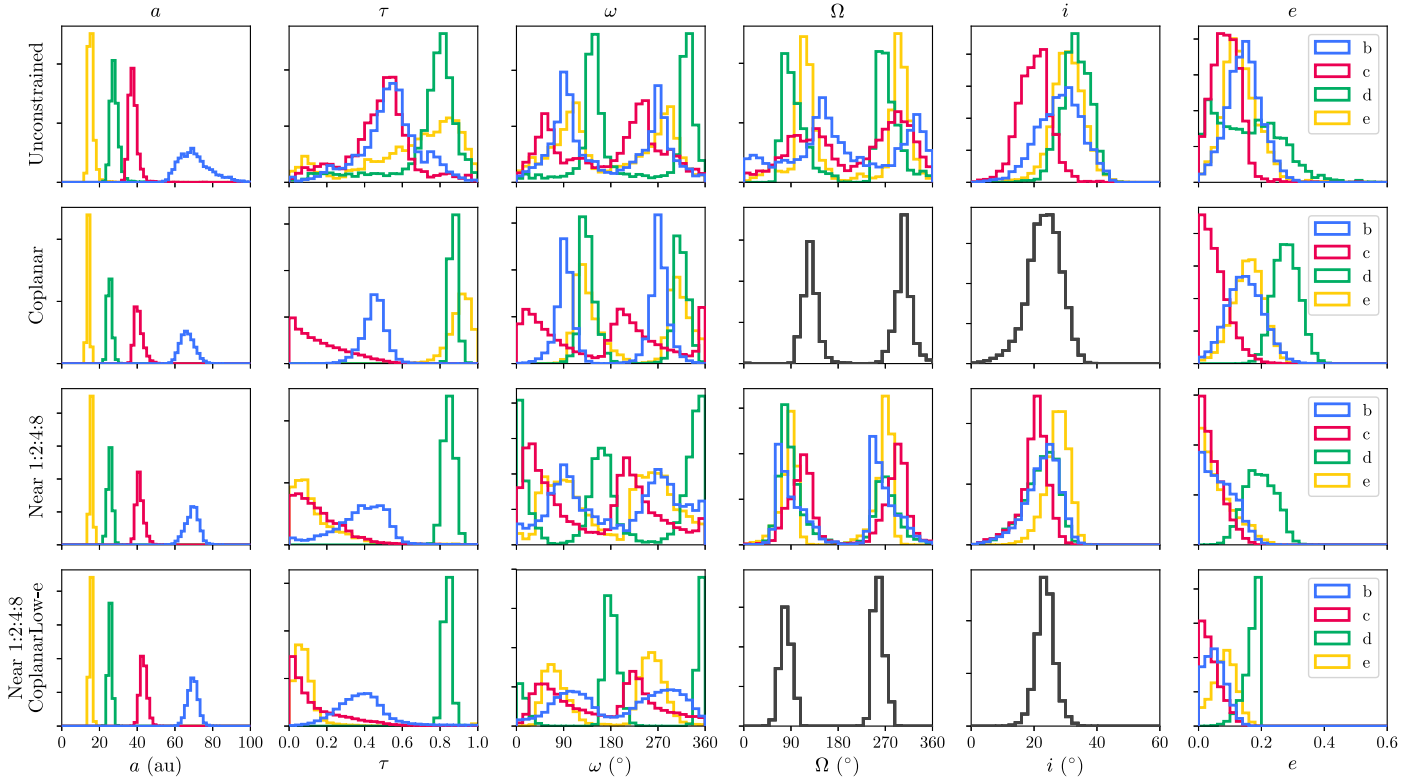 a τ ω Ω i e
Unconstrained
b
c
d
e
Coplanar
b
c
d
e
Near 1:2:4:8
b
c
d
e
Near 1:2:4:8
CoplanarLow-e
b
c
d
e
0 20 40 60 80 100 0.0 0.2 0.4 0.6 0.8 1.0 0 90 180 270 360 0 90 180 270 360 0 20 40 60 0.0 0.2 0.4 0.6
a (au) τ ω (°) Ω (°) i (°) e